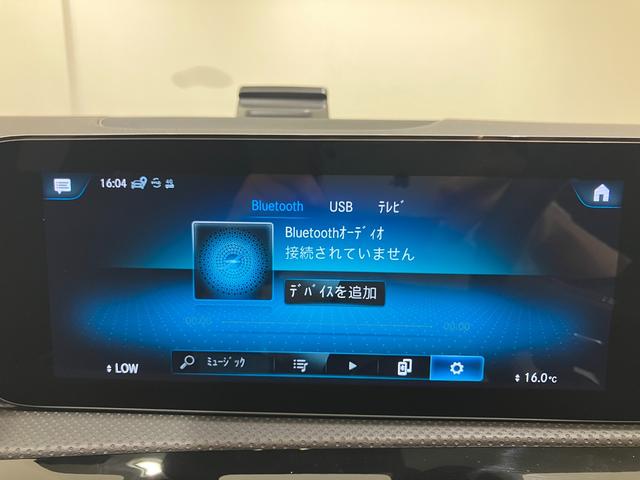 16:04 4G
Bluetooth USB ﾃﾚﾋﾞ
Bluetoothｵｰﾃﾞｨｵ
接続されていません
ﾃﾞﾊﾞｲｽを追加
00:00 00:00
ﾐｭｰｼﾞｯｸ
LOW 16.0℃